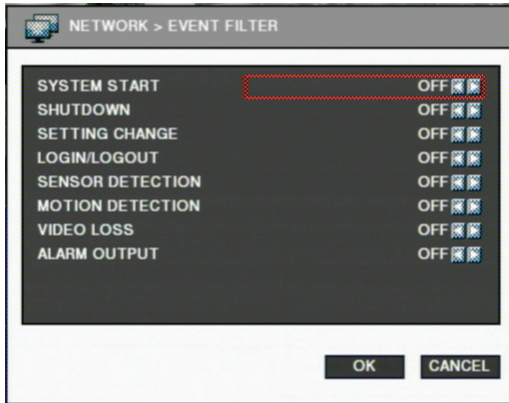 NETWORK > EVENT FILTER
SYSTEM START OFF
SHUTDOWN OFF
SETTING CHANGE OFF
LOGIN/LOGOUT OFF
SENSOR DETECTION OFF
MOTION DETECTION OFF
VIDEO LOSS OFF
ALARM OUTPUT OFF
OK CANCEL